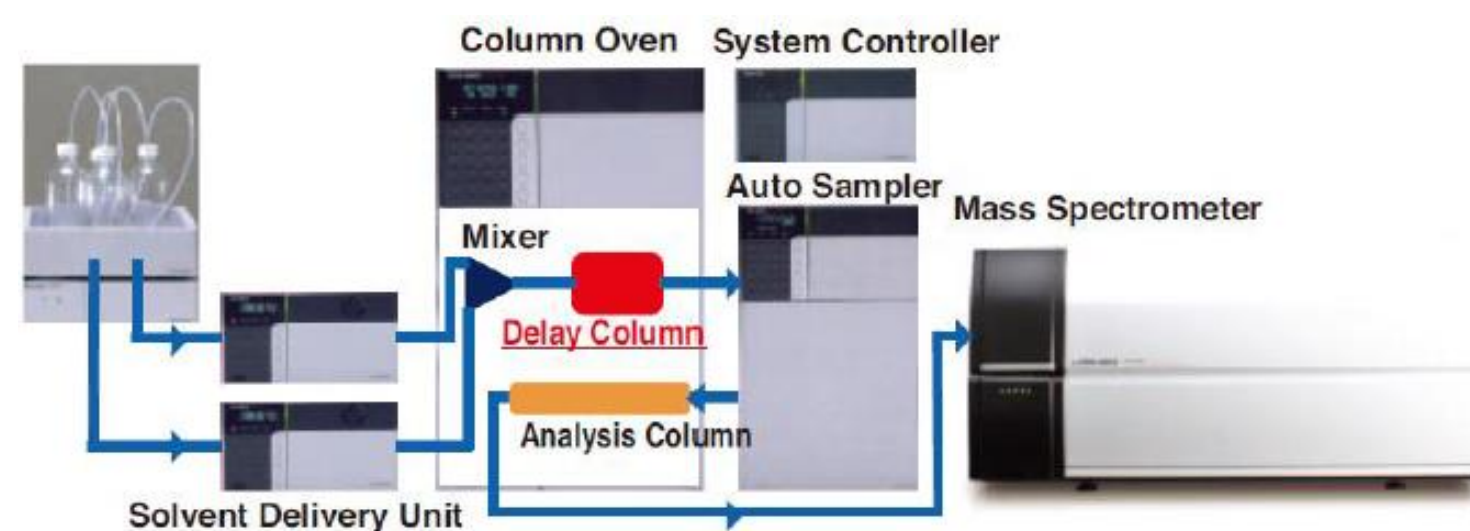 Column Oven
System Controller
Auto Sampler
Mass Spectrometer
Mixer
Delay Column
Analysis Column
Solvent Delivery Unit